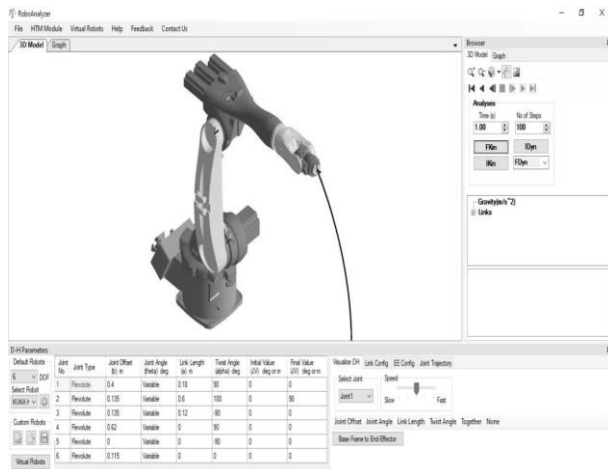 RoboAnalyzer
File HTM Module Virtual Robots Help Feedback Contact Us
3D Model Graph
Browser
3D Model Graph
Analyses
Time (s) No of Steps
1.00 100
FKin IDyn
IKin FDyn
Gravity(m/s^2)
Links
D-H Parameters
Default Robots
6 DOF
Select Robot
KUKA K
Custom Robots
Virtual Robots
Joint No Joint Type Joint Offset (b) m Joint Angle (theta) deg Link Length (a) m Twist Angle (alpha) deg Initial Value (JV) deg or m Final Value (JV) deg or m
1 Revolute 0.4 Variable 0.18 90 0 0
2 Revolute 0.135 Variable 0.6 180 0 50
3 Revolute 0.135 Variable 0.12 -90 0 0
4 Revolute 0.62 Variable 0 90 0 0
5 Revolute 0 Variable 0 -90 0 0
6 Revolute 0.115 Variable 0 0 0 0
Visualize DH Link Config EE Config Joint Trajectory
Select Joint Speed
Joint1 Slow Fast
Joint Offset Joint Angle Link Length Twist Angle Together None
Base Frame to End-Effector